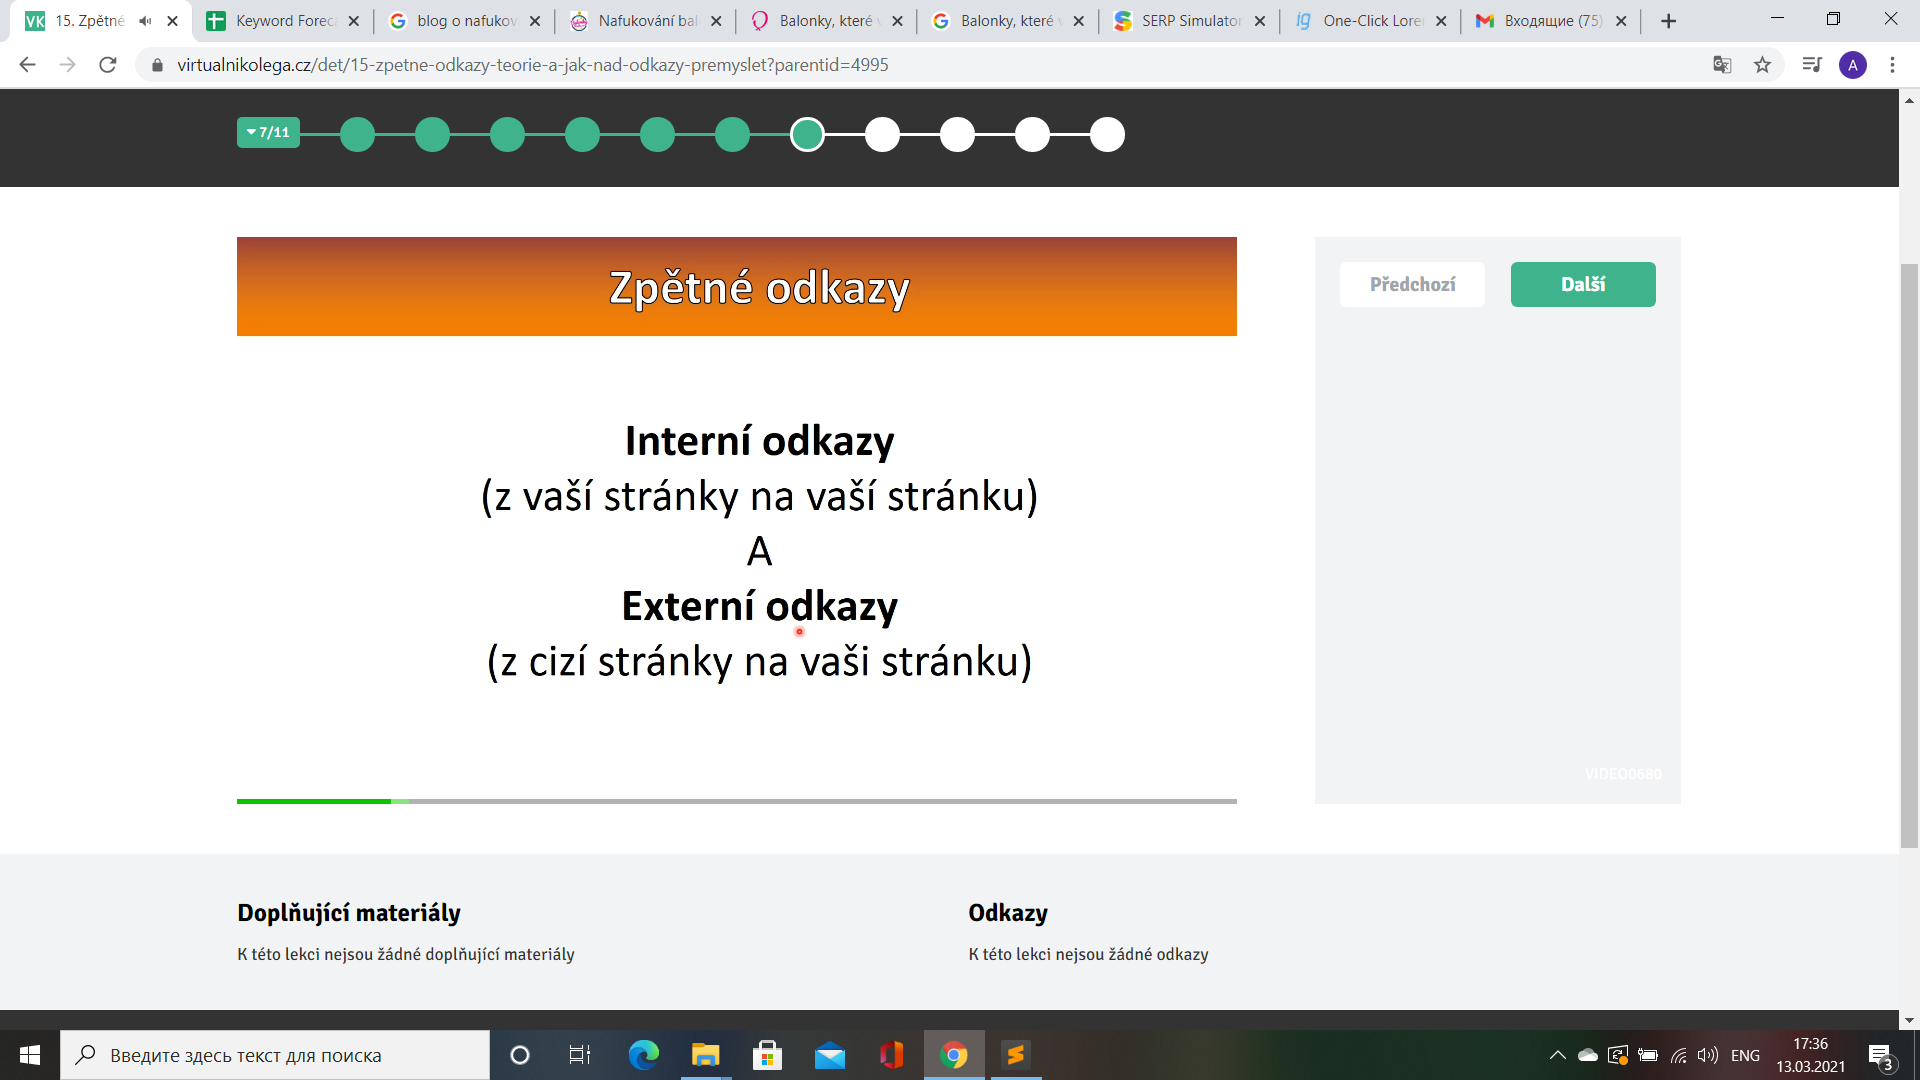 15. Zpětné
Keyword Foreca
blog o nafukov
Nafukování bal
Balonky, které v
Balonky, které v
SERP Simulator
One-Click Lorem
Входящие (75)
virtualnikolega.cz/det/15-zpetne-odkazy-teorie-a-jak-nad-odkazy-premyslet?parentid=4995
A
7/11
Zpětné odkazy
Interní odkazy
(z vaší stránky na vaší stránku)
A
Externí odkazy
(z cizí stránky na vaši stránku)
Předchozí
Další
VIDEO0680
Doplňující materiály
K této lekci nejsou žádné doplňující materiály
Odkazy
K této lekci nejsou žádné odkazy
Введите здесь текст для поиска
ENG
17:36
13.03.2021
3